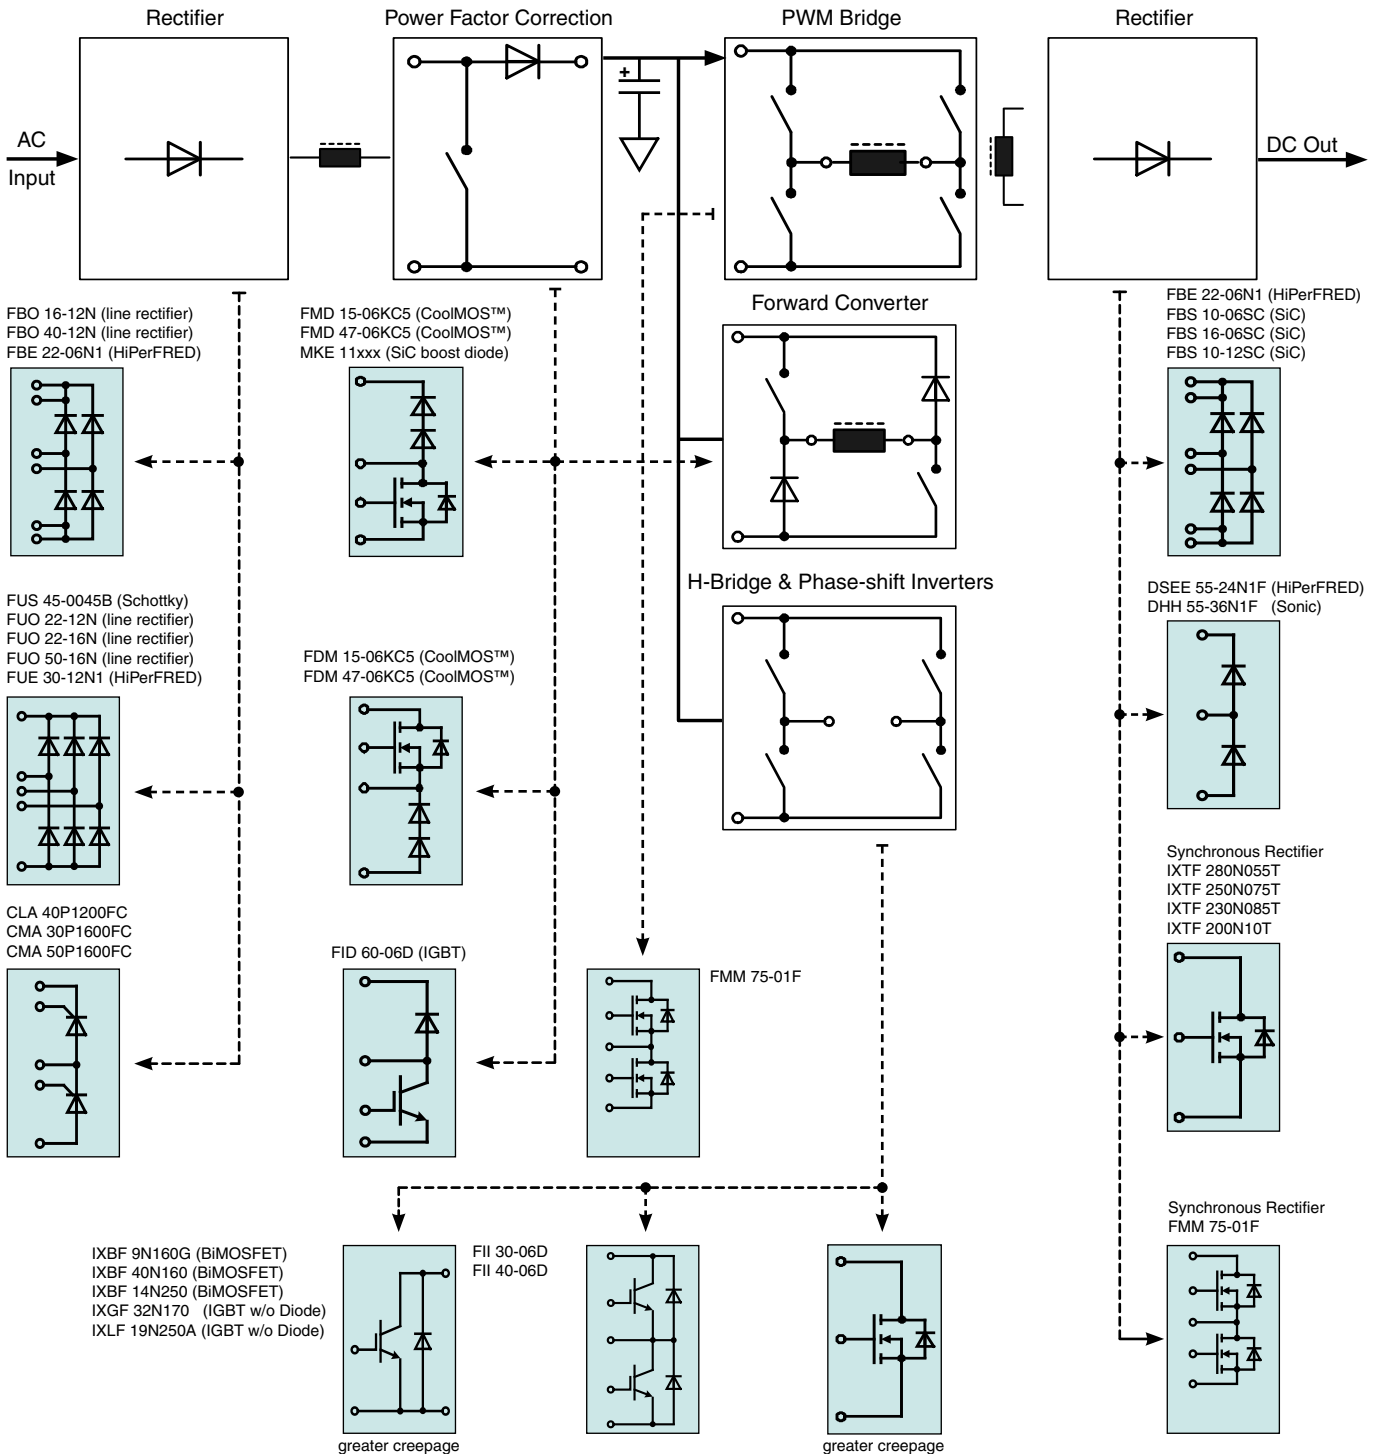 Rectifier
Power Factor Correction
PWM Bridge
Rectifier
AC
Input
+
DC Out
Forward Converter
H-Bridge & Phase-shift Inverters
FBO 16-12N (line rectifier)
FBO 40-12N (line rectifier)
FBE 22-06N1 (HiPerFRED)
FUS 45-0045B (Schottky)
FUO 22-12N (line rectifier)
FUO 22-16N (line rectifier)
FUO 50-16N (line rectifier)
FUE 30-12N1 (HiPerFRED)
CLA 40P1200FC
CMA 30P1600FC
CMA 50P1600FC
FMD 15-06KC5 (CoolMOS™)
FMD 47-06KC5 (CoolMOS™)
MKE 11xxx (SiC boost diode)
FDM 15-06KC5 (CoolMOS™)
FDM 47-06KC5 (CoolMOS™)
FID 60-06D (IGBT)
FMM 75-01F
FBE 22-06N1 (HiPerFRED)
FBS 10-06SC (SiC)
FBS 16-06SC (SiC)
FBS 10-12SC (SiC)
DSEE 55-24N1F (HiPerFRED)
DHH 55-36N1F (Sonic)
Synchronous Rectifier
IXTF 280N055T
IXTF 250N075T
IXTF 230N085T
IXTF 200N10T
Synchronous Rectifier
FMM 75-01F
IXBF 9N160G (BiMOSFET)
IXBF 40N160 (BiMOSFET)
IXBF 14N250 (BiMOSFET)
IXGF 32N170 (IGBT w/o Diode)
IXLF 19N250A (IGBT w/o Diode)
FII 30-06D
FII 40-06D
greater creepage
greater creepage